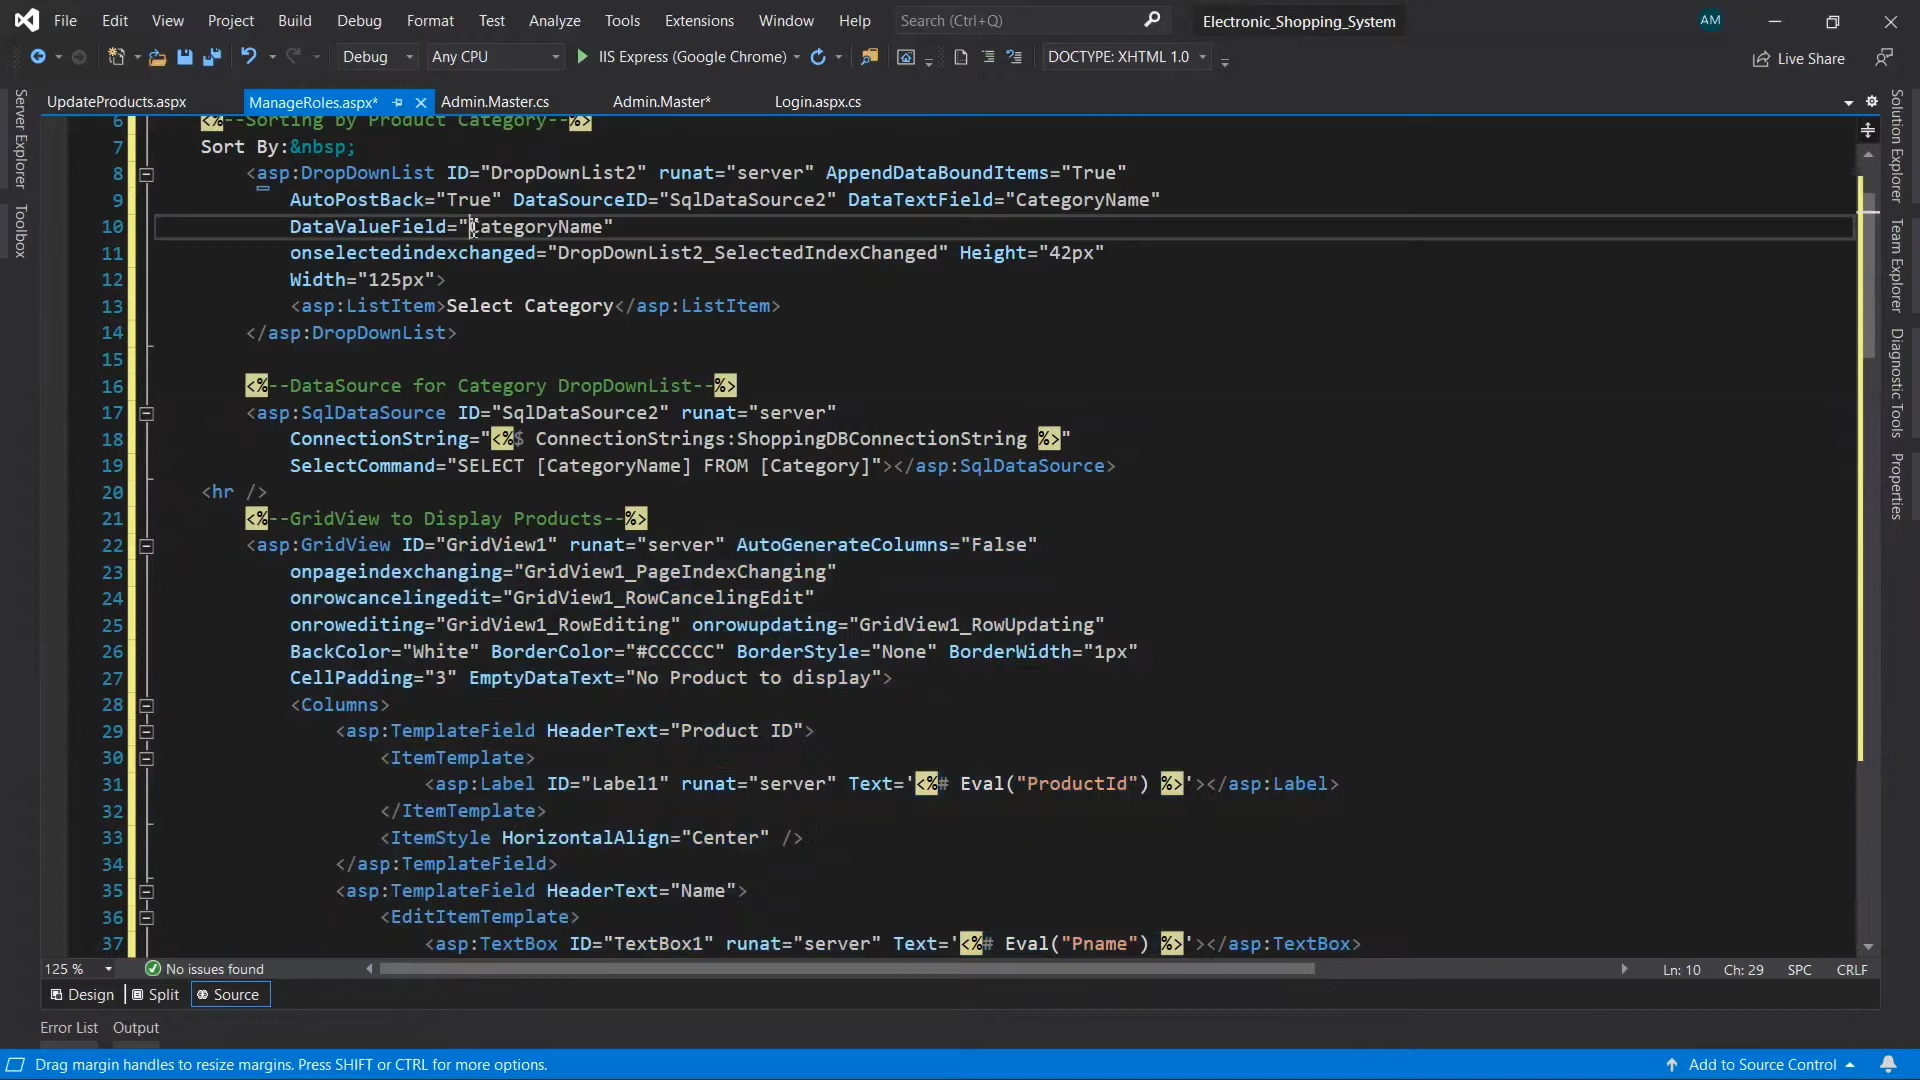 File Edit View Project Build Debug Format Test Analyze Tools Extensions Window Help Search (Ctrl+Q) Electronic_Shopping_System AM
Debug Any CPU IIS Express (Google Chrome) DOCTYPE: XHTML 1.0 Live Share
UpdateProducts.aspx ManageRoles.aspx* Admin.Master.cs Admin.Master* Login.aspx.cs
Server Explorer
Toolbox
6 <%--Sorting by Product Category--%>
7 Sort By:&nbsp;
8 <asp:DropDownList ID="DropDownList2" runat="server" AppendDataBoundItems="True"
9 AutoPostBack="True" DataSourceID="SqlDataSource2" DataTextField="CategoryName"
10 DataValueField="CategoryName"
11 onselectedindexchanged="DropDownList2_SelectedIndexChanged" Height="42px"
12 Width="125px">
13 <asp:ListItem>Select Category</asp:ListItem>
14 </asp:DropDownList>
15
16 <%--DataSource for Category DropDownList--%>
17 <asp:SqlDataSource ID="SqlDataSource2" runat="server"
18 ConnectionString="<%$ ConnectionStrings:ShoppingDBConnectionString %>"
19 SelectCommand="SELECT [CategoryName] FROM [Category]"></asp:SqlDataSource>
20 <hr />
21 <%--GridView to Display Products--%>
22 <asp:GridView ID="GridView1" runat="server" AutoGenerateColumns="False"
23 onpageindexchanging="GridView1_PageIndexChanging"
24 onrowcancelingedit="GridView1_RowCancelingEdit"
25 onrowediting="GridView1_RowEditing" onrowupdating="GridView1_RowUpdating"
26 BackColor="White" BorderColor="#CCCCCC" BorderStyle="None" BorderWidth="1px"
27 CellPadding="3" EmptyDataText="No Product to display">
28 <Columns>
29 <asp:TemplateField HeaderText="Product ID">
30 <ItemTemplate>
31 <asp:Label ID="Label1" runat="server" Text='<%# Eval("ProductId") %>'></asp:Label>
32 </ItemTemplate>
33 <ItemStyle HorizontalAlign="Center" />
34 </asp:TemplateField>
35 <asp:TemplateField HeaderText="Name">
36 <EditItemTemplate>
37 <asp:TextBox ID="TextBox1" runat="server" Text='<%# Eval("Pname") %>'></asp:TextBox>
Solution Explorer
Team Explorer
Diagnostic Tools
Properties
125 % No issues found Ln: 10 Ch: 29 SPC CRLF
Design Split Source
Error List Output
Drag margin handles to resize margins. Press SHIFT or CTRL for more options. Add to Source Control